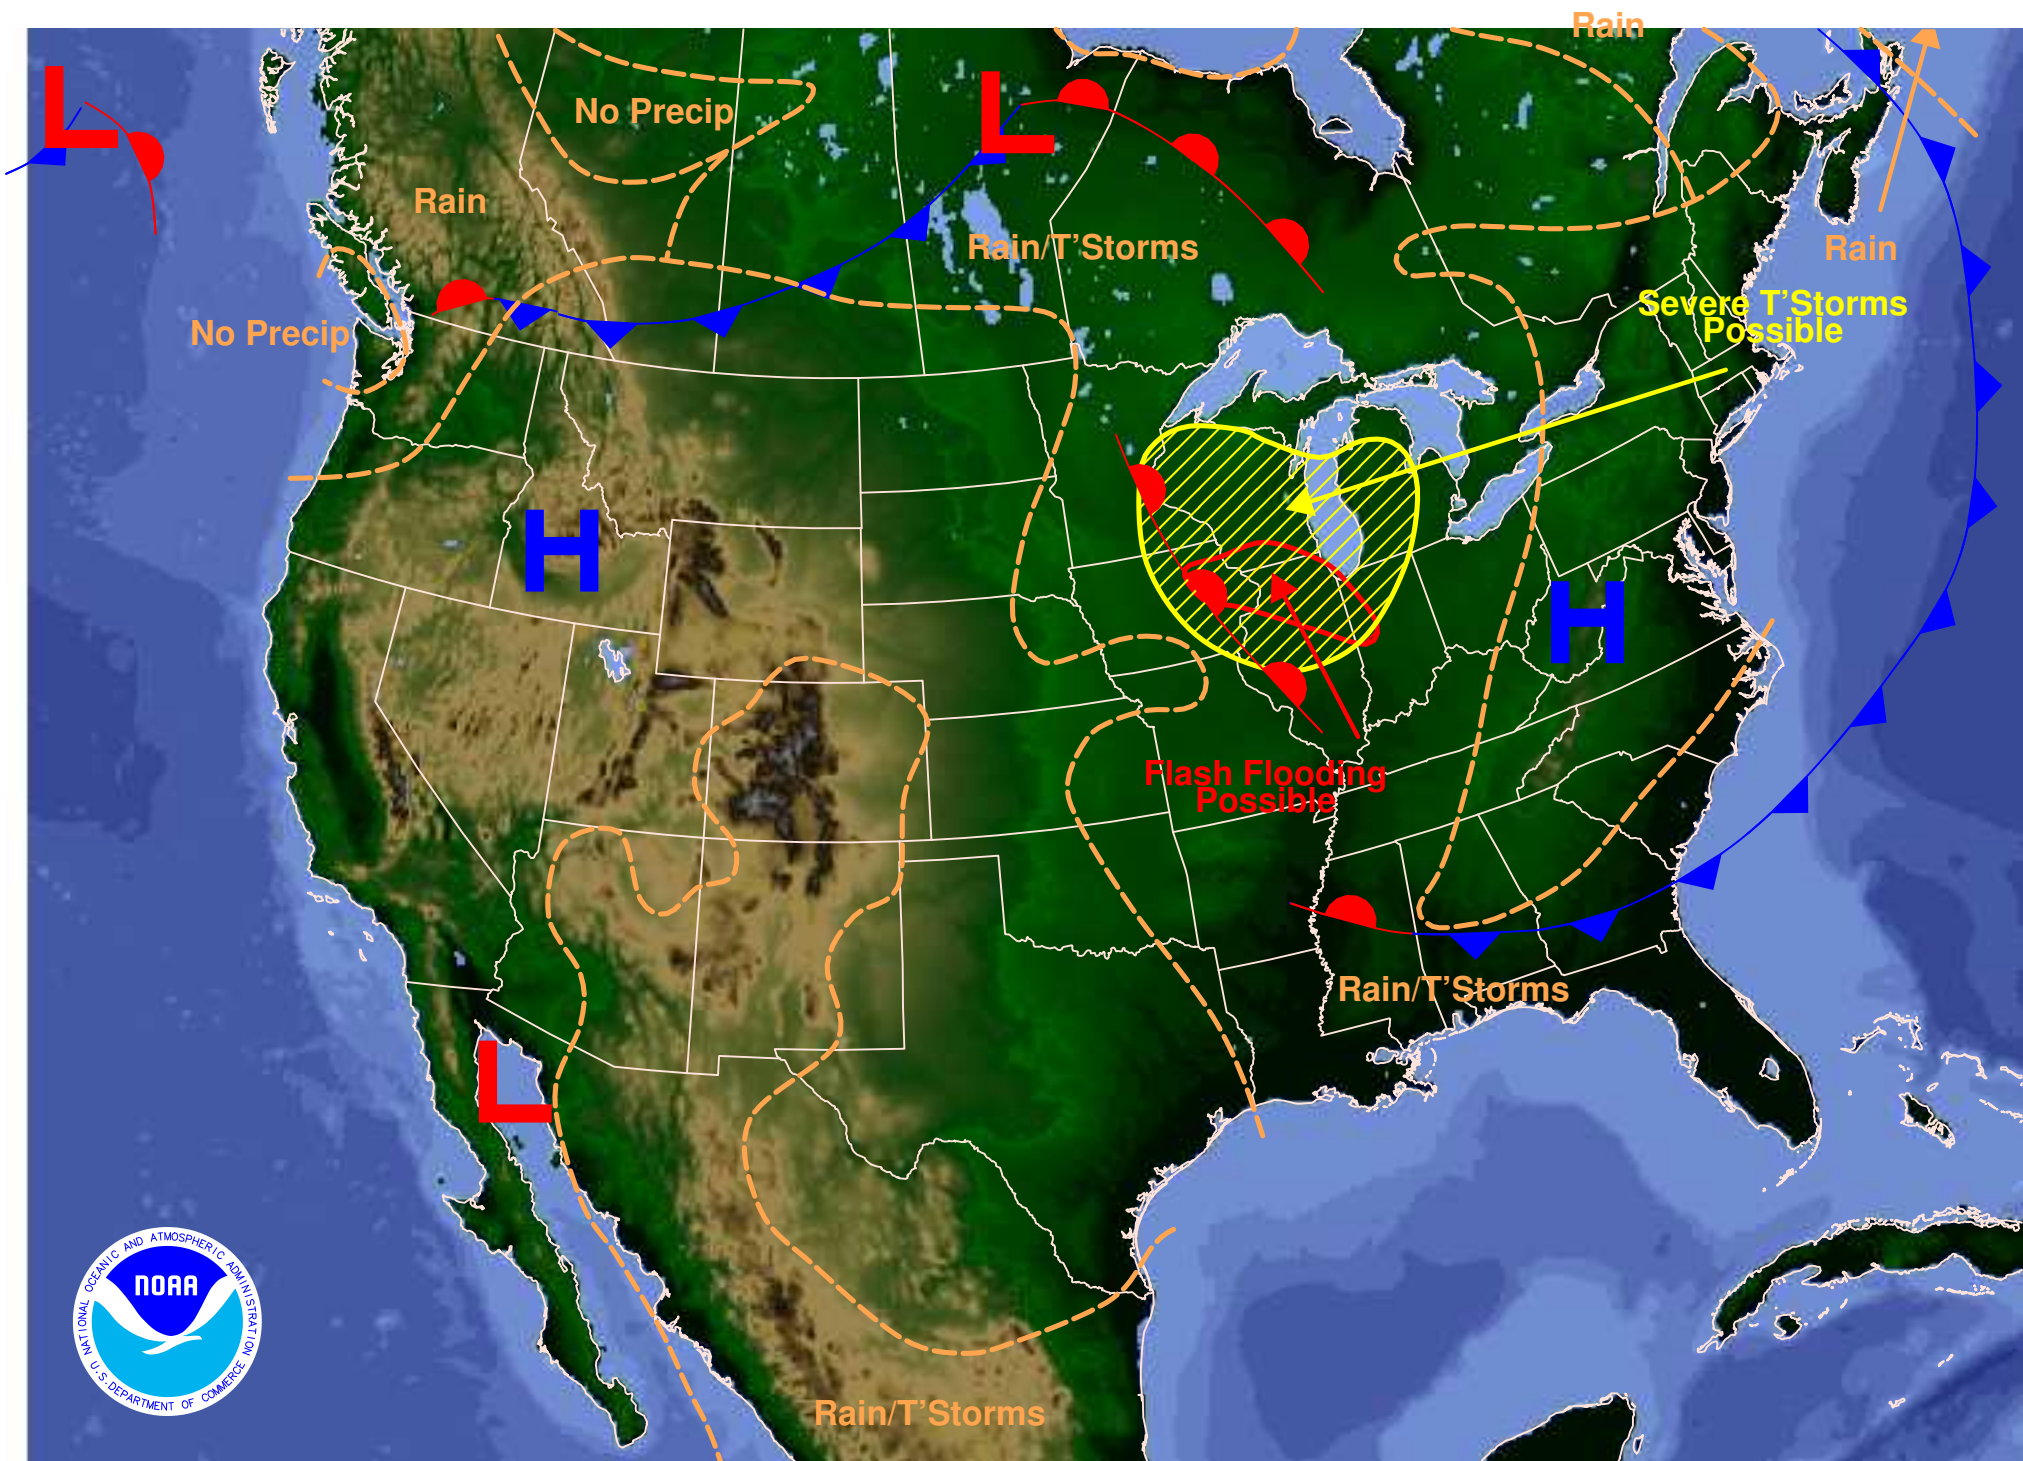 Rain
L
L
No Precip
Rain
Rain/T'Storms
Rain
Severe T'Storms
Possible
No Precip
H
H
Flash Flooding
Possible
Rain/T'Storms
L
NATIONAL OCEANIC AND ATMOSPHERIC ADMINISTRATION
NOAA
U.S. DEPARTMENT OF COMMERCE
Rain/T'Storms